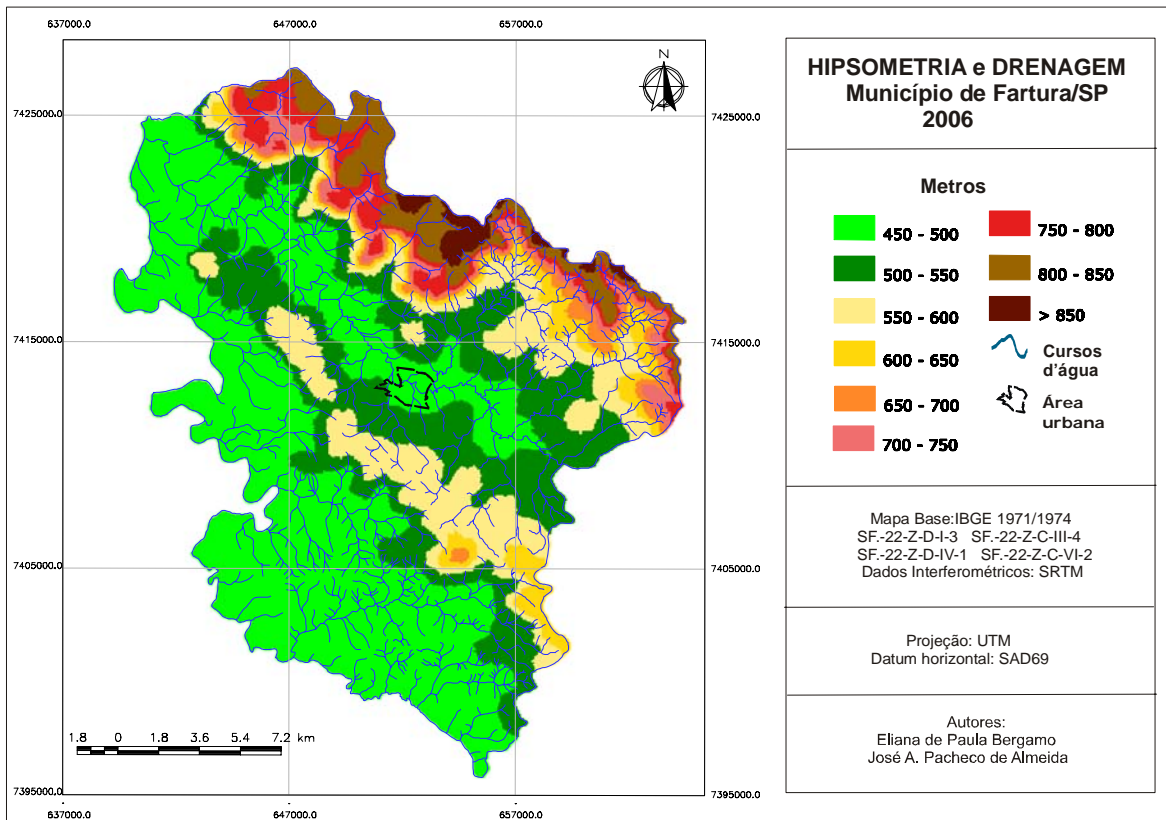 637000.0
647000.0
657000.0
7425000.0
7425000.0
7415000.0
7415000.0
7405000.0
7405000.0
7395000.0
7395000.0
637000.0
647000.0
657000.0
N
1.8 0 1.8 3.6 5.4 7.2 km
HIPSOMETRIA e DRENAGEM
Município de Fartura/SP
2006
Metros
450 - 500
500 - 550
550 - 600
600 - 650
650 - 700
700 - 750
750 - 800
800 - 850
> 850
Cursos
d'água
Área
urbana
Mapa Base:IBGE 1971/1974
SF.-22-Z-D-I-3 SF.-22-Z-C-III-4
SF.-22-Z-D-IV-1 SF.-22-Z-C-VI-2
Dados Interferométricos: SRTM
Projeção: UTM
Datum horizontal: SAD69
Autores:
Eliana de Paula Bergamo
José A. Pacheco de Almeida